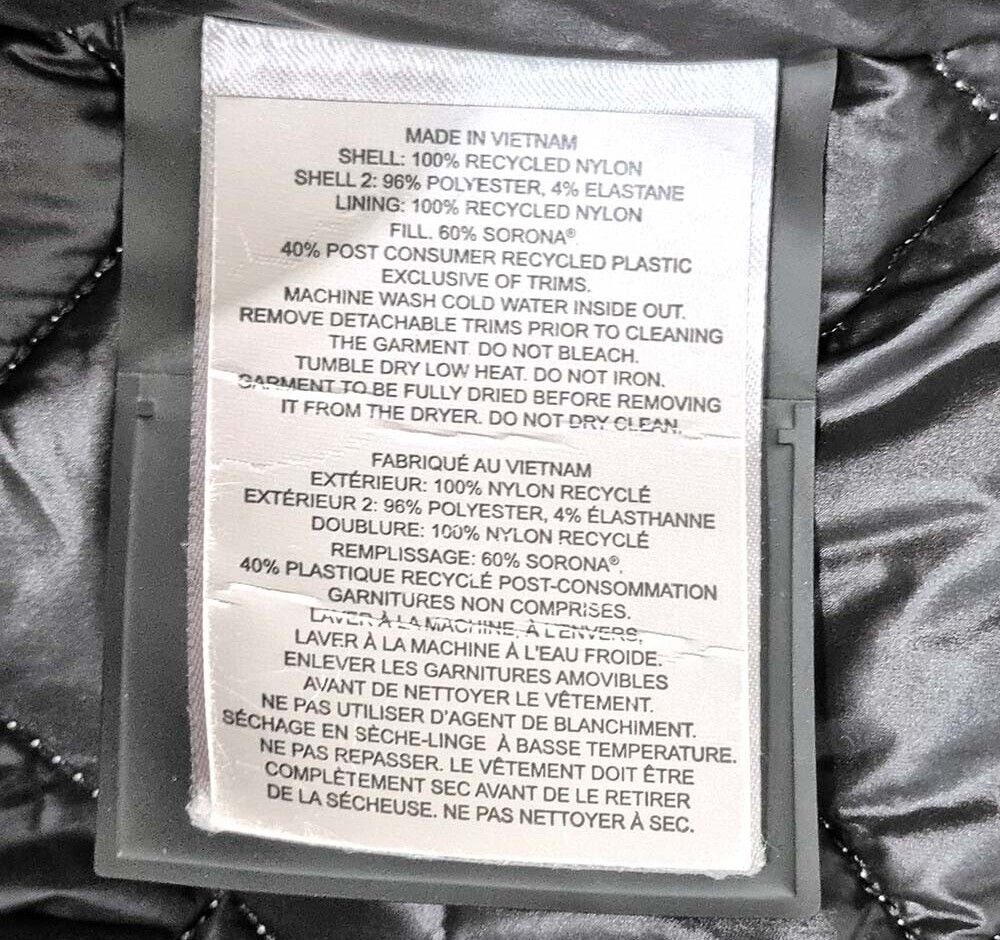 MADE IN VIETNAM
SHELL: 100% RECYCLED NYLON
SHELL 2: 96% POLYESTER, 4% ELASTANE
LINING: 100% RECYCLED NYLON
FILL. 60% SORONA®
40% POST CONSUMER RECYCLED PLASTIC
EXCLUSIVE OF TRIMS.
MACHINE WASH COLD WATER INSIDE OUT.
REMOVE DETACHABLE TRIMS PRIOR TO CLEANING
THE GARMENT. DO NOT BLEACH.
TUMBLE DRY LOW HEAT. DO NOT IRON.
GARMENT TO BE FULLY DRIED BEFORE REMOVING
IT FROM THE DRYER. DO NOT DRY CLEAN.
FABRIQUÉ AU VIETNAM
EXTÉRIEUR: 100% NYLON RECYCLÉ
EXTÉRIEUR 2: 96% POLYESTER, 4% ÉLASTHANNE
DOUBLURE: 100% NYLON RECYCLÉ
REMPLISSAGE: 60% SORONA®,
40% PLASTIQUE RECYCLÉ POST-CONSOMMATION
GARNITURES NON COMPRISES.
LAVER À LA MACHINE, À L'ENVERS,
LAVER À LA MACHINE À L'EAU FROIDE.
ENLEVER LES GARNITURES AMOVIBLES
AVANT DE NETTOYER LE VÊTEMENT.
NE PAS UTILISER D'AGENT DE BLANCHIMENT.
SÉCHAGE EN SÈCHE-LINGE À BASSE TEMPERATURE.
NE PAS REPASSER. LE VÊTEMENT DOIT ÊTRE
COMPLÈTEMENT SEC AVANT DE LE RETIRER
DE LA SÉCHEUSE. NE PAS NETTOYER À SEC.